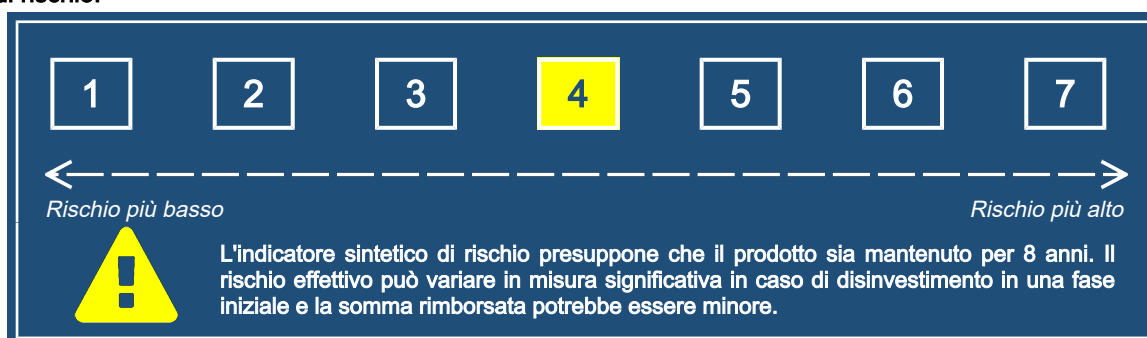 di rischio:
1 2 3 4 5 6 7
Rischio più basso Rischio più alto
L'indicatore sintetico di rischio presuppone che il prodotto sia mantenuto per 8 anni. Il
rischio effettivo può variare in misura significativa in caso di disinvestimento in una fase
iniziale e la somma rimborsata potrebbe essere minore.